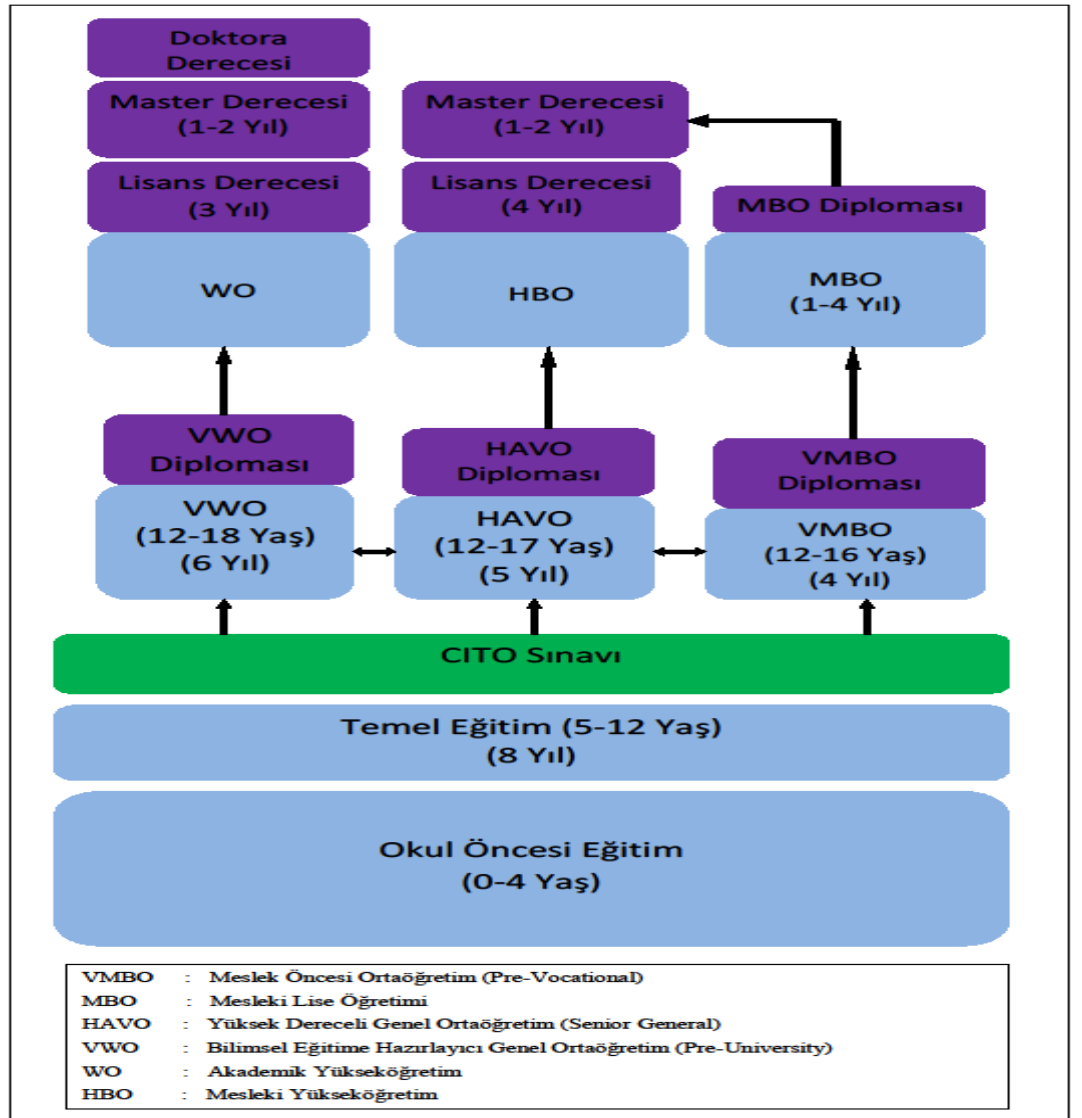 Doktora
Derecesi
Master Derecesi
(1-2 Yıl)
Lisans Derecesi
(3 Yıl)
WO
Master Derecesi
(1-2 Yıl)
Lisans Derecesi
(4 Yıl)
HBO
MBO Diploması
MBO
(1-4 Yıl)
VWO
Diploması
VWO
(12-18 Yaş)
(6 Yıl)
HAVO
Diploması
HAVO
(12-17 Yaş)
(5 Yıl)
VMBO
Diploması
VMBO
(12-16 Yaş)
(4 Yıl)
CITO Sınavı
Temel Eğitim (5-12 Yaş)
(8 Yıl)
Okul Öncesi Eğitim
(0-4 Yaş)
VMBO : Meslek Öncesi Ortaöğretim (Pre-Vocational)
MBO : Mesleki Lise Öğretimi
HAVO : Yüksek Dereceli Genel Ortaöğretim (Senior General)
VWO : Bilimsel Eğitime Hazırlayıcı Genel Ortaöğretim (Pre-University)
WO : Akademik Yükseköğretim
HBO : Mesleki Yükseköğretim